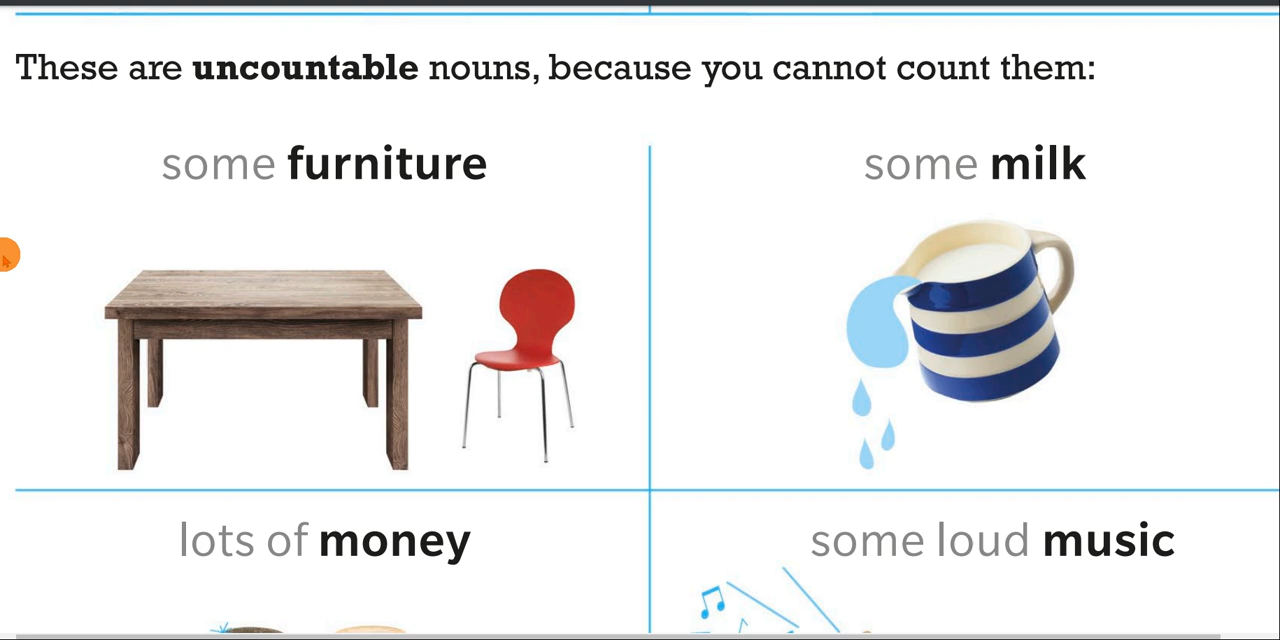 These are uncountable nouns, because you cannot count them:
some furniture
some milk
lots of money
some loud music